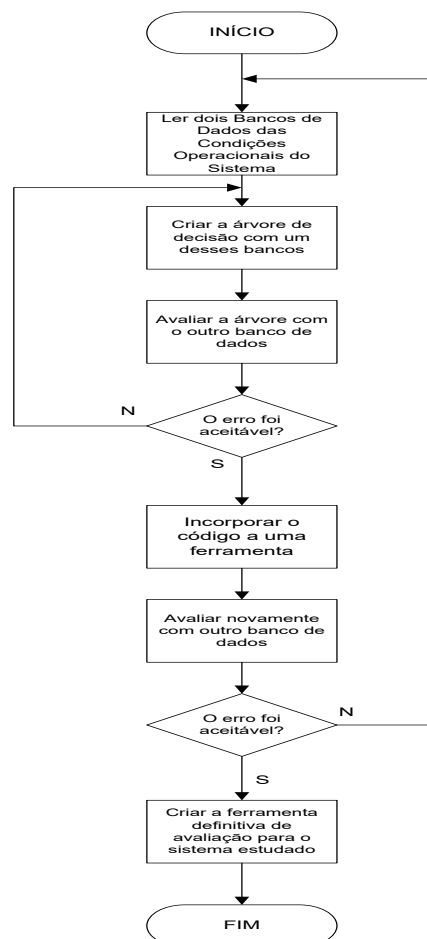 INÍCIO
Ler dois Bancos de
Dados das
Condições
Operacionais do
Sistema
Criar a árvore de
decisão com um
desses bancos
Avaliar a árvore com
o outro banco de
dados
N
O erro foi
aceitável?
S
Incorporar o
código a uma
ferramenta
Avaliar novamente
com outro banco de
dados
O erro foi
aceitável?
N
S
Criar a ferramenta
definitiva de
avaliação para o
sistema estudado
FIM